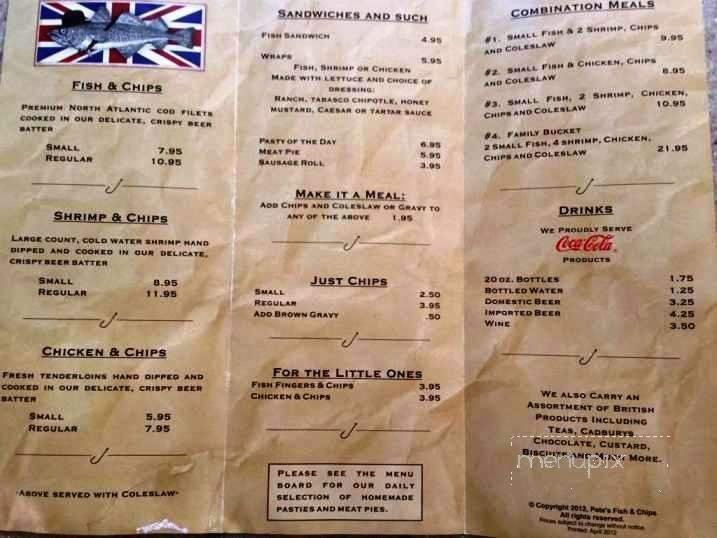 Fish & Chips
Premium North Atlantic cod filets
cooked in our delicate, crispy beer
batter
Small 7.95
Regular 10.95
Shrimp & Chips
Large count, cold water shrimp hand
dipped and cooked in our delicate,
crispy beer batter
Small 8.95
Regular 11.95
Chicken & Chips
Fresh tenderloins hand dipped and
cooked in our delicate, crispy beer
batter
Small 5.95
Regular 7.95
*Above served with Coleslaw*
Sandwiches and such
Fish Sandwich 4.95
Wraps 5.95
Fish, Shrimp or Chicken
Made with lettuce and choice of
dressing:
Ranch, tabasco chipotle, honey
mustard, Caesar or tartar sauce
Pasty of the Day 6.95
Meat Pie 5.95
Sausage Roll 3.95
Make it a Meal:
Add Chips and Coleslaw or Gravy to
any of the above 1.95
Just Chips
Small 2.50
Regular 3.95
Add Brown Gravy .50
For the Little Ones
Fish Fingers & Chips 3.95
Chicken & Chips 3.95
Please see the menu
board for our daily
selection of homemade
pasties and meat pies.
Combination Meals
#1. Small Fish & 2 Shrimp, Chips
and Coleslaw 9.95
#2. Small Fish & Chicken, Chips
and Coleslaw 8.95
#3. Small Fish, 2 Shrimp, Chicken,
Chips and Coleslaw 10.95
#4. Family Bucket
2 Small Fish, 4 shrimp, Chicken,
Chips and Coleslaw 21.95
Drinks
We Proudly Serve
Coca-Cola
Products
20 oz. Bottles 1.75
Bottled Water 1.25
Domestic Beer 3.25
Imported Beer 4.25
Wine 3.50
We also Carry an
Assortment of British
Products Including
Teas, Cadburys
Chocolate, Custard,
Biscuits and Many More.
menupix
© Copyright 2012, Pete's Fish & Chips
All rights reserved.
Prices subject to change without notice
Printed: April 2012